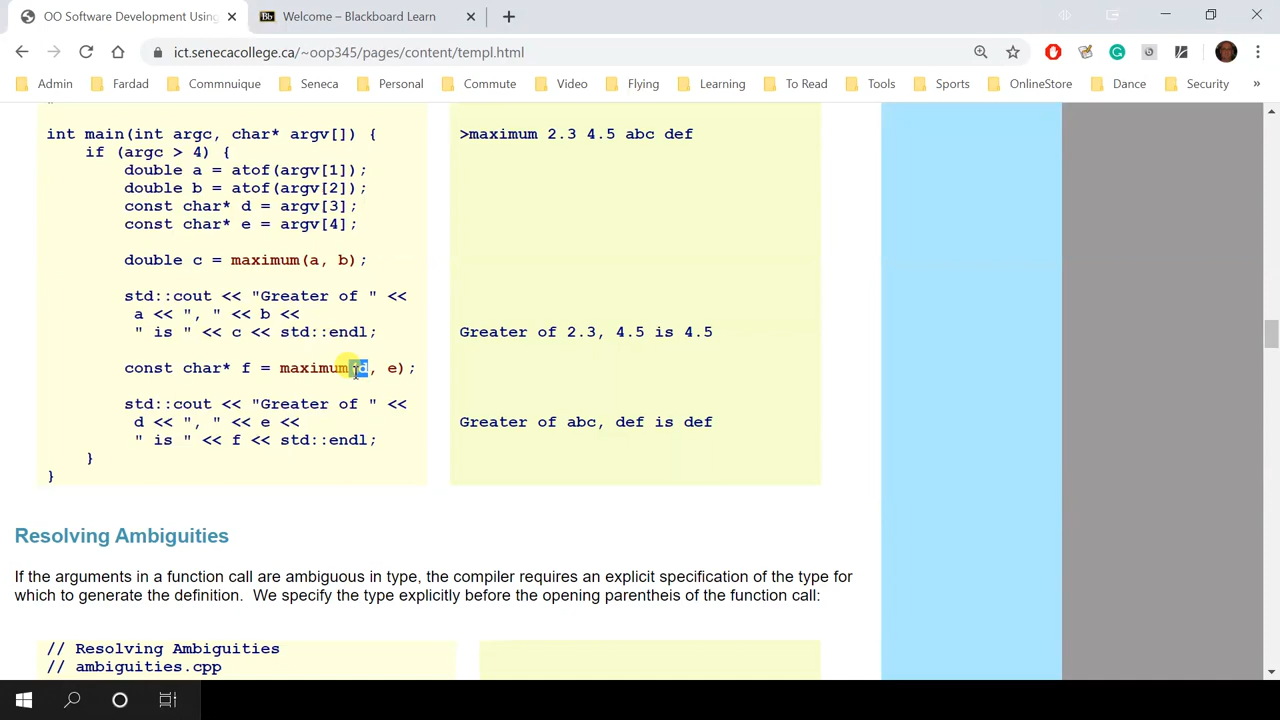 OO Software Development Using
Welcome – Blackboard Learn
ict.senecacollege.ca/~oop345/pages/content/templ.html
Admin Fardad Commnuique Seneca Personal Commute Video Flying Learning To Read Tools Sports OnlineStore Dance Security »
int main(int argc, char* argv[]) {
if (argc > 4) {
double a = atof(argv[1]);
double b = atof(argv[2]);
const char* d = argv[3];
const char* e = argv[4];
double c = maximum(a, b);
std::cout << "Greater of " <<
a << ", " << b <<
" is " << c << std::endl;
const char* f = maximum(d, e);
std::cout << "Greater of " <<
d << ", " << e <<
" is " << f << std::endl;
}
}
>maximum 2.3 4.5 abc def
Greater of 2.3, 4.5 is 4.5
Greater of abc, def is def
Resolving Ambiguities
If the arguments in a function call are ambiguous in type, the compiler requires an explicit specification of the type for
which to generate the definition. We specify the type explicitly before the opening parentheis of the function call:
// Resolving Ambiguities
// ambiguities.cpp